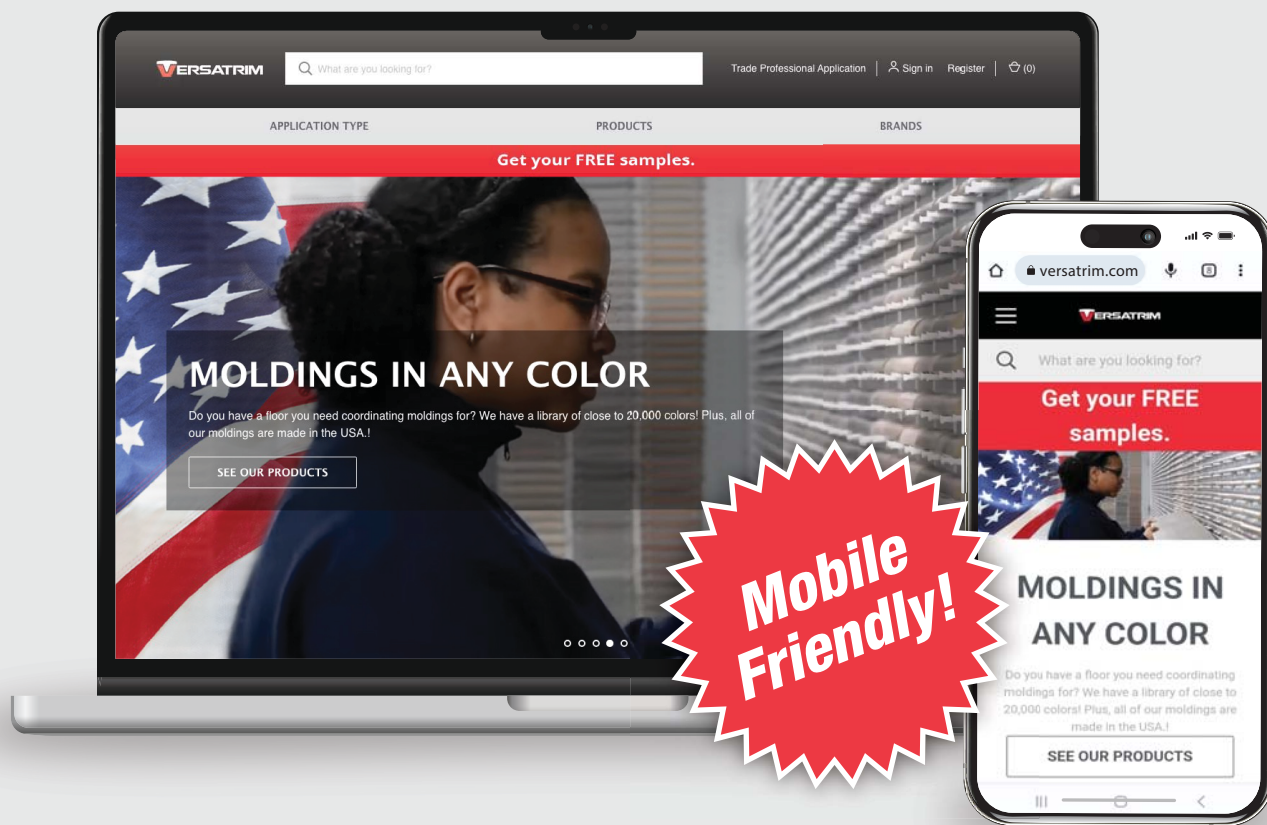 VERSATRIM
What are you looking for?
Trade Professional Application
Sign in
Register
(0)
APPLICATION TYPE
PRODUCTS
BRANDS
Get your FREE samples.
MOLDINGS IN ANY COLOR
Do you have a floor you need coordinating moldings for? We have a library of close to 20,000 colors! Plus, all of
our moldings are made in the USA.!
SEE OUR PRODUCTS
Mobile
Friendly!
versatrim.com
8
VERSATRIM
What are you looking for?
Get your FREE
samples.
MOLDINGS IN
ANY COLOR
Do you have a floor you need coordinating
moldings for? We have a library of close to
20,000 colors! Plus, all of our moldings are
made in the USA.!
SEE OUR PRODUCTS